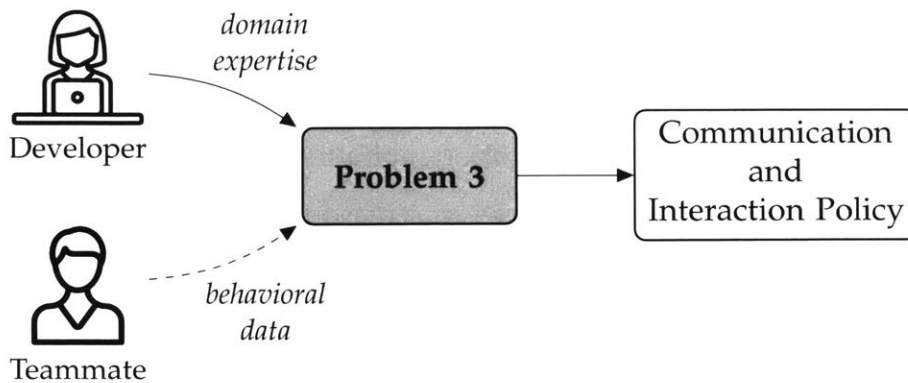 domain
expertise
Developer
Problem 3
Communication
and
Interaction Policy
behavioral
data
Teammate